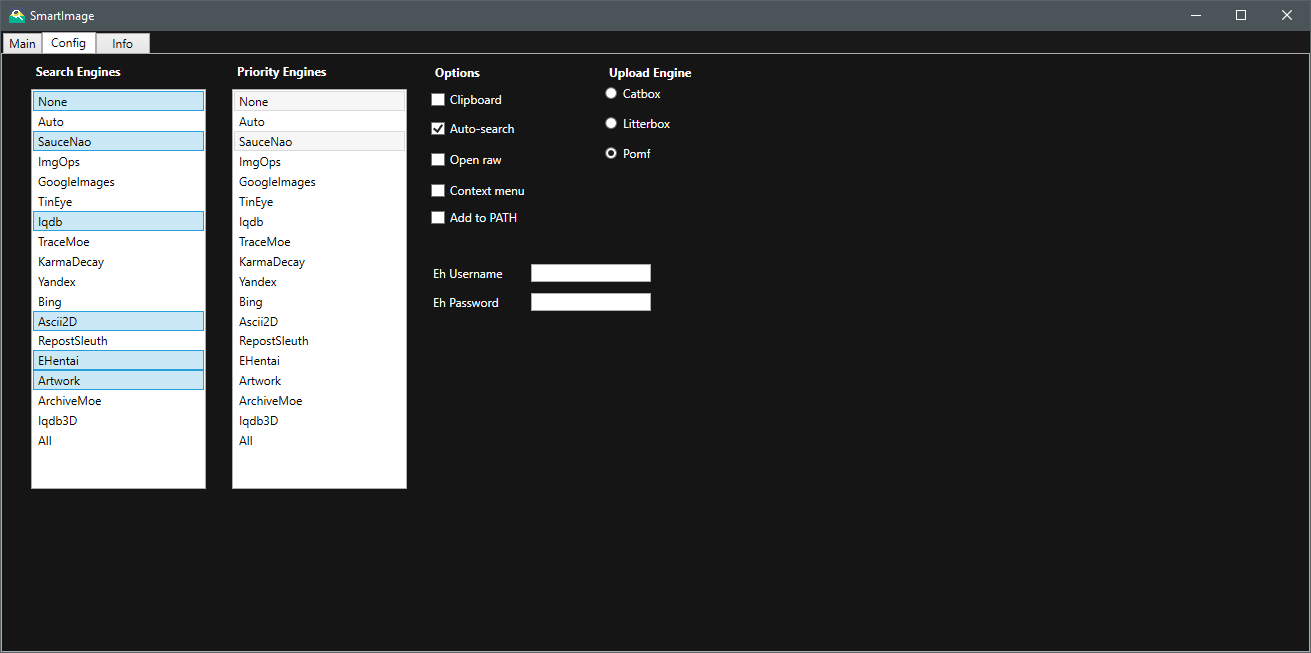 SmartImage
Main Config Info
Search Engines
None
Auto
SauceNao
ImgOps
GoogleImages
TinEye
Iqdb
TraceMoe
KarmaDecay
Yandex
Bing
Ascii2D
RepostSleuth
EHentai
Artwork
ArchiveMoe
Iqdb3D
All
Priority Engines
None
Auto
SauceNao
ImgOps
GoogleImages
TinEye
Iqdb
TraceMoe
KarmaDecay
Yandex
Bing
Ascii2D
RepostSleuth
EHentai
Artwork
ArchiveMoe
Iqdb3D
All
Options
Clipboard
Auto-search
Open raw
Context menu
Add to PATH
Eh Username
Eh Password
Upload Engine
Catbox
Litterbox
Pomf